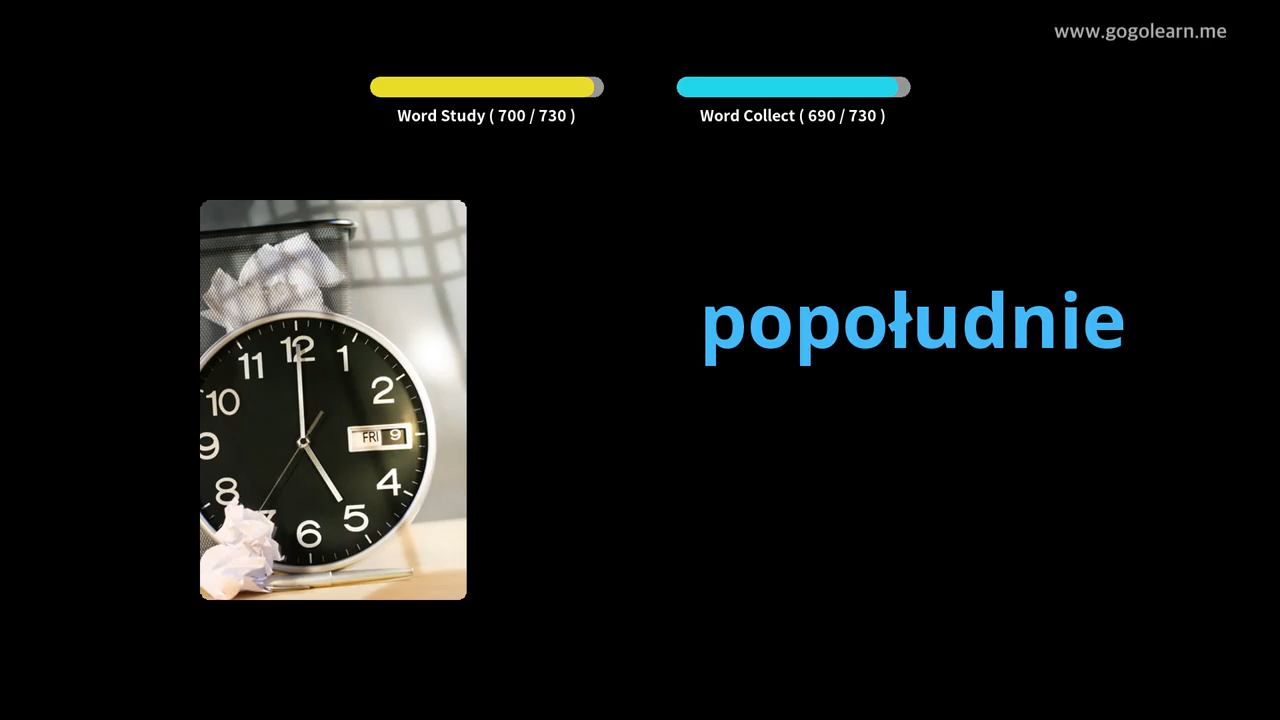 www.gogolearn.me
Word Study ( 700 / 730 )
Word Collect ( 690 / 730 )
popołudnie
12
11
1
10
2
FRI 9
9
8
4
7
5
6